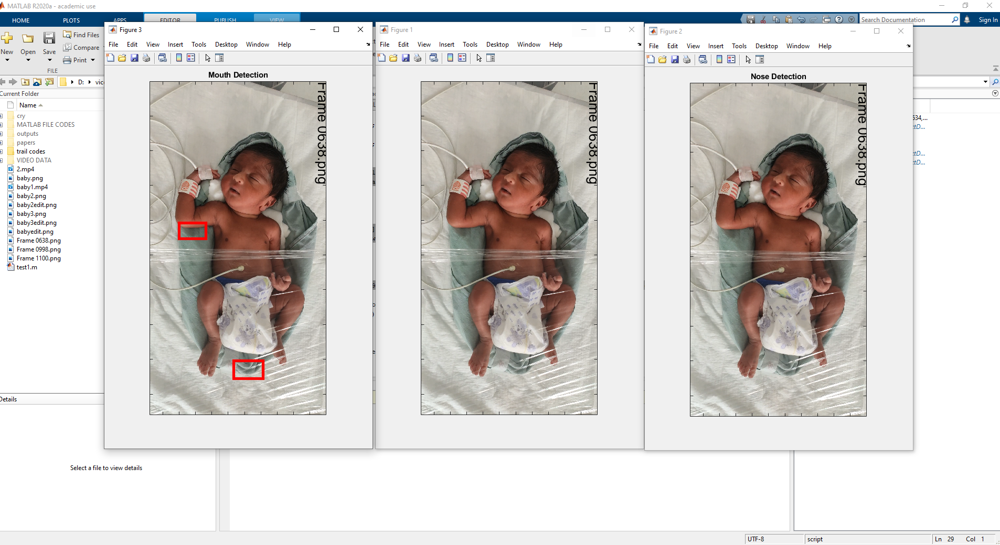 MATLAB R2020a - academic use
HOME
PLOTS
APPS
EDITOR
PUBLISH
VIEW
Search Documentation
Sign In
New
Open
Save
Find Files
Compare
Print
FILE
D:
Current Folder
Name
cry
MATLAB FILE CODES
outputs
papers
trail codes
VIDEO DATA
2.mp4
baby.png
baby1.mp4
baby2.png
baby2edit.png
baby3.png
baby3edit.png
babyedit.png
Frame 0638.png
Frame 0998.png
Frame 1100.png
test1.m
Details
Select a file to view details
Figure 3
File Edit View Insert Tools Desktop Window Help
Mouth Detection
Frame 0638.png
Figure 1
File Edit View Insert Tools Desktop Window Help
Frame 0638.png
Figure 2
File Edit View Insert Tools Desktop Window Help
Nose Detection
Frame 0638.png
UTF-8
script
Ln 29 Col 1